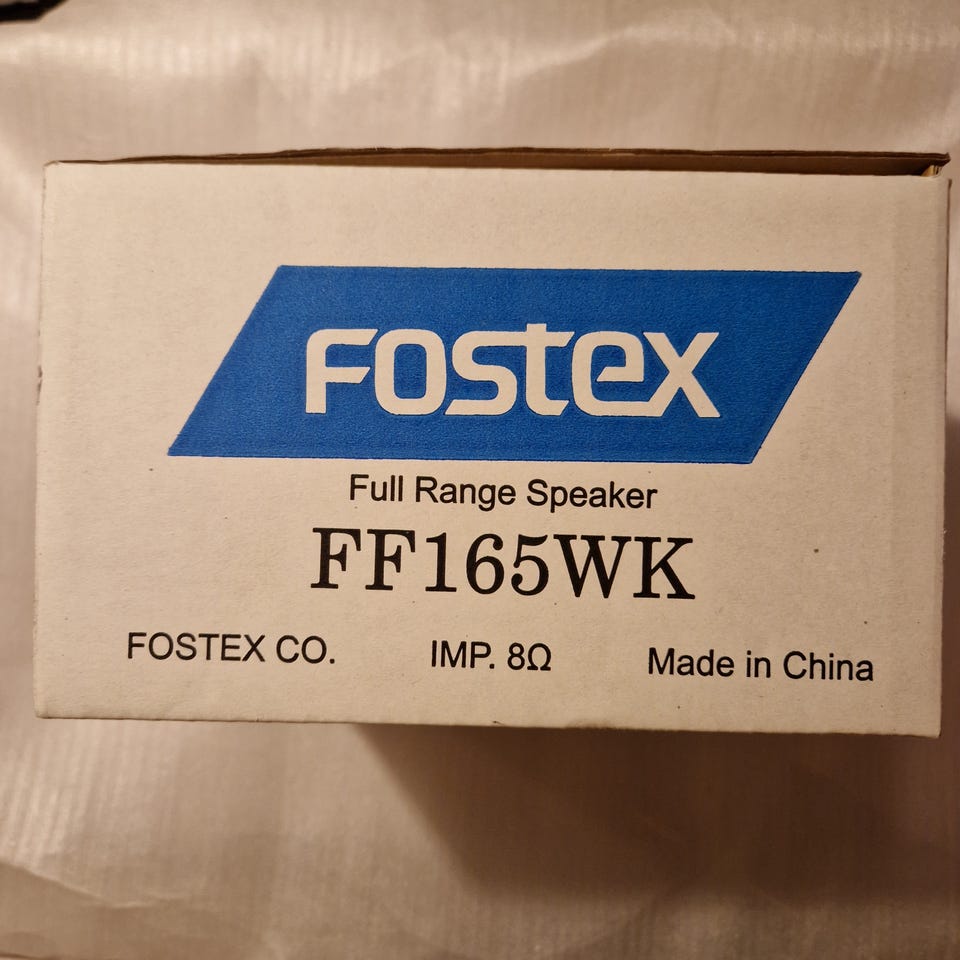 FOSTEX
Full Range Speaker
FF165WK
FOSTEX CO. IMP. 8Ω Made in China